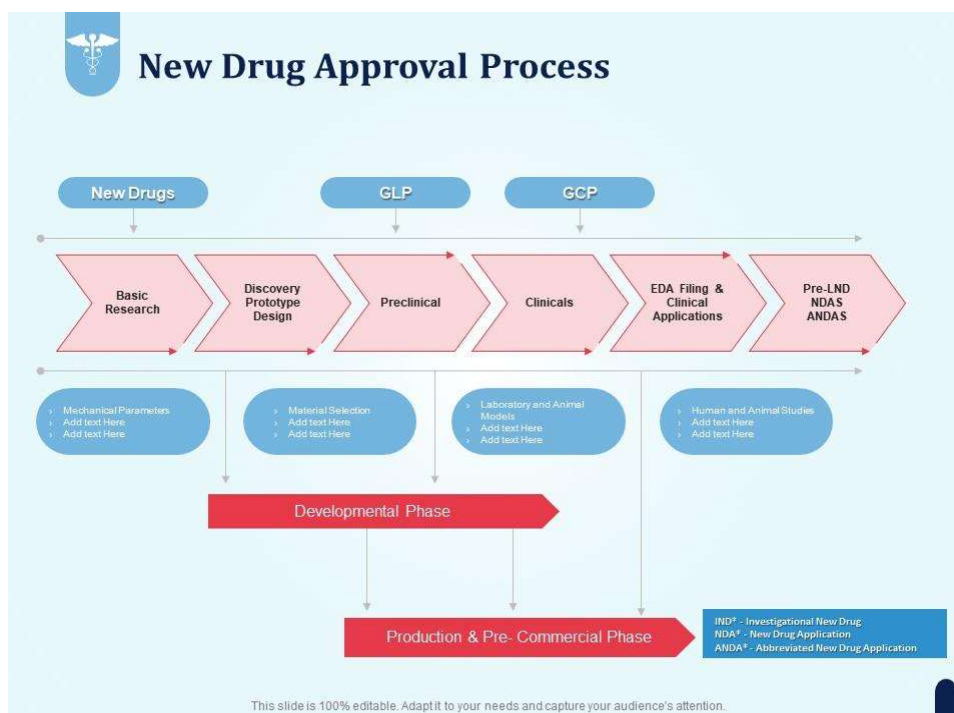 New Drug Approval Process
New Drugs
GLP
GCP
Basic
Research
Discovery
Prototype
Design
Preclinical
Clinicals
EDA Filing &
Clinical
Applications
Pre-LND
NDAS
ANDAS
› Mechanical Parameters
› Add text Here
› Add text Here
› Material Selection
› Add text Here
› Add text Here
› Laboratory and Animal
Models
› Add text Here
› Add text Here
› Human and Animal Studies
› Add text Here
› Add text Here
Developmental Phase
Production & Pre- Commercial Phase
IND* - Investigational New Drug
NDA* - New Drug Application
ANDA* - Abbreviated New Drug Application
This slide is 100% editable. Adapt it to your needs and capture your audience's attention.